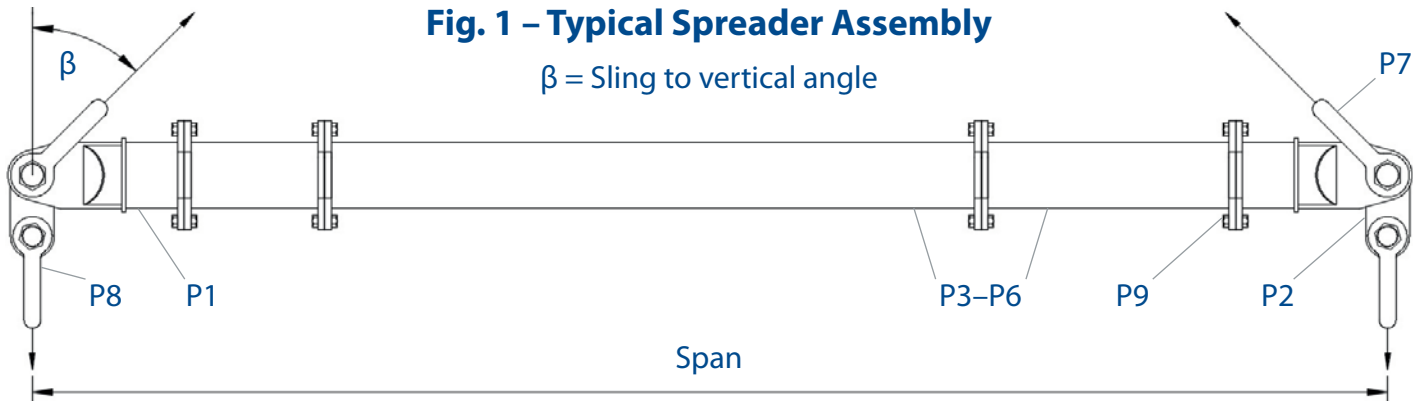 Fig. 1 – Typical Spreader Assembly
β
β = Sling to vertical angle
P7
P8
P1
P3–P6
P9
P2
Span